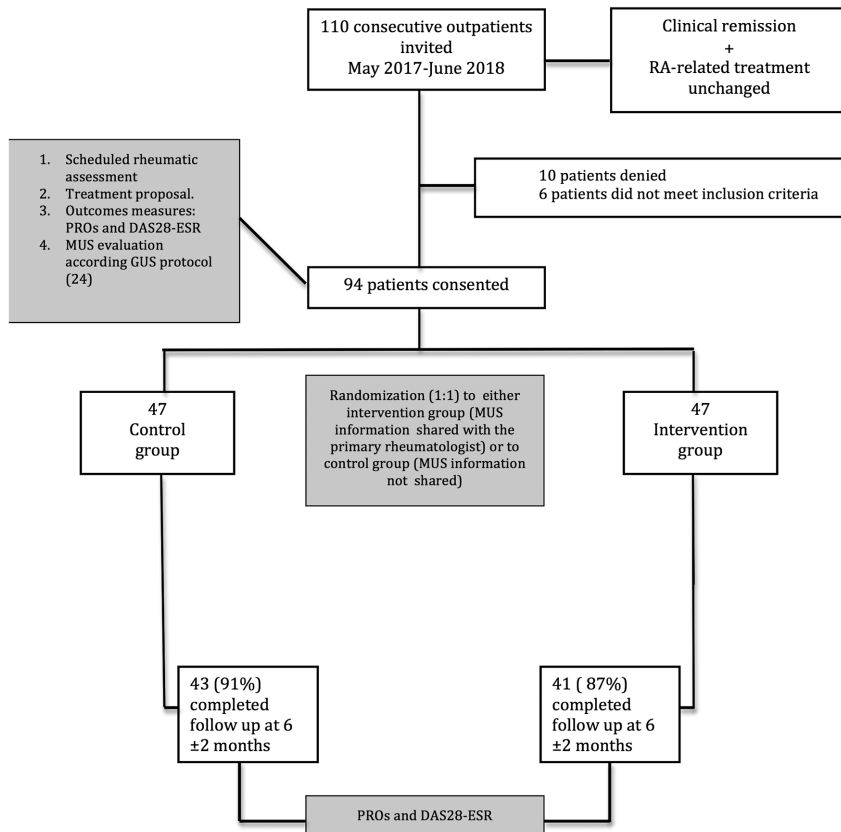 110 consecutive outpatients
invited
May 2017-June 2018
Clinical remission
+
RA-related treatment
unchanged
1. Scheduled rheumatic
assessment
2. Treatment proposal.
3. Outcomes measures:
PROs and DAS28-ESR
4. MUS evaluation
according GUS protocol
(24)
10 patients denied
6 patients did not meet inclusion criteria
94 patients consented
47
Control
group
Randomization (1:1) to either
intervention group (MUS
information shared with the
primary rheumatologist) or to
control group (MUS information
not shared)
47
Intervention
group
43 (91%)
completed
follow up at 6
±2 months
41 ( 87%)
completed
follow up at 6
±2 months
PROs and DAS28-ESR